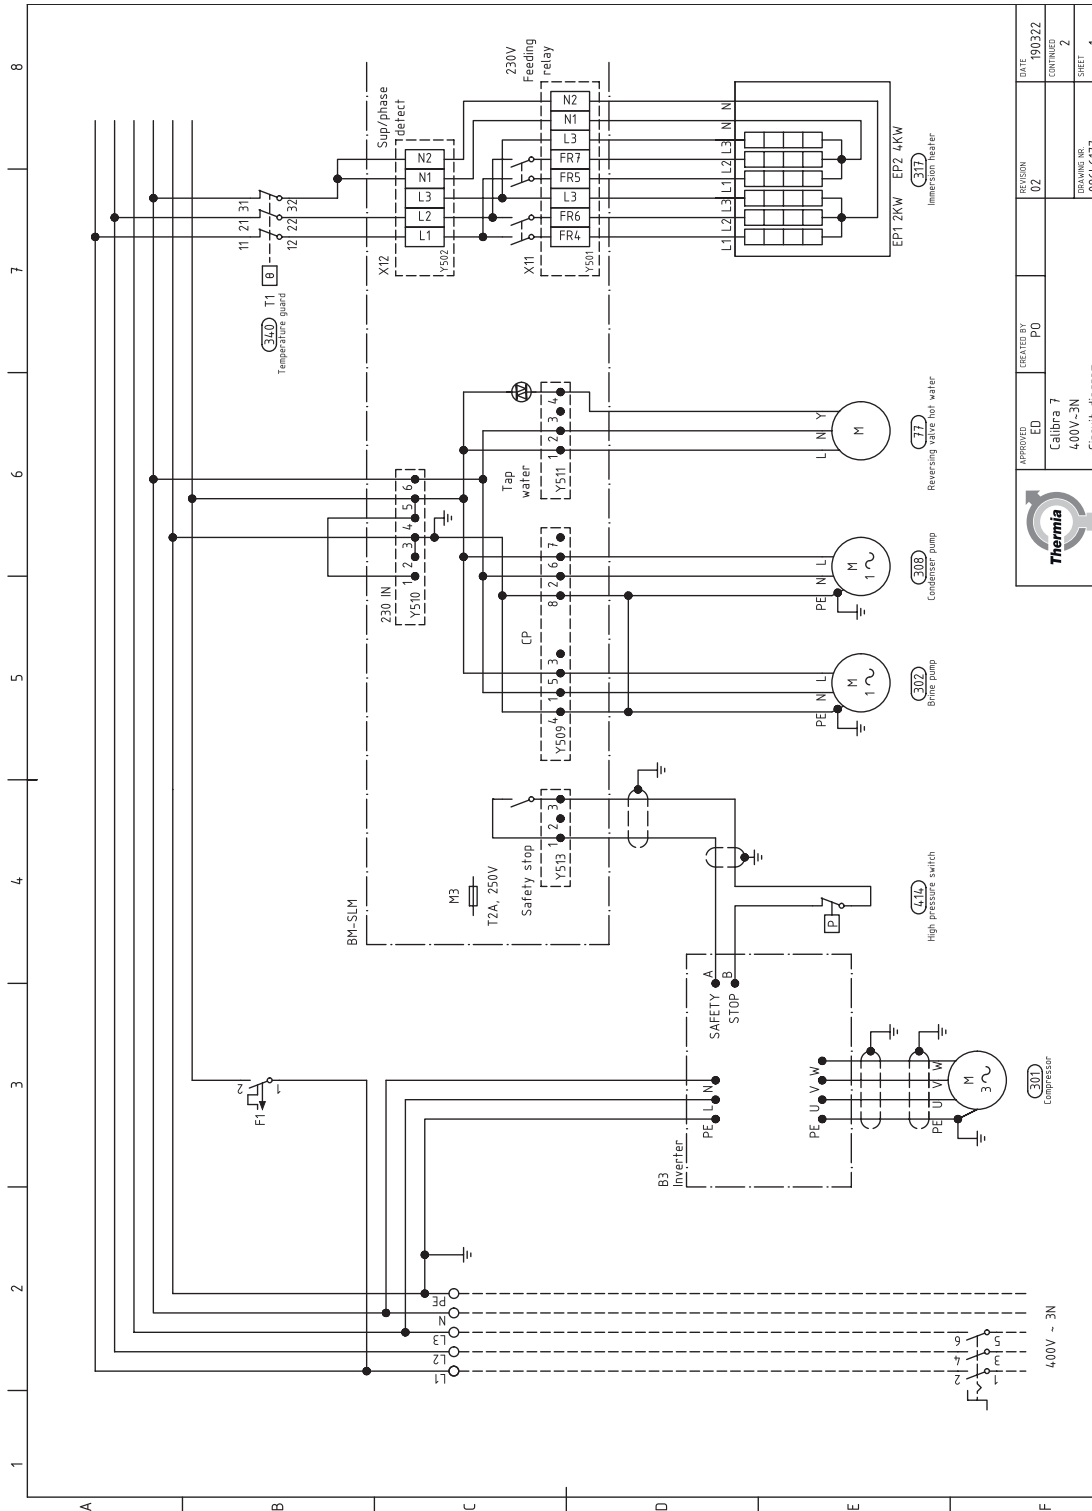 1 2 3 4 5 6 7 8
A
B
C
D
E
F
340 T1 θ
Temperature guard
11 21 31
12 22 32
F1
2
1
BM-SLM
230 IN
Y510 1 2 3 4 5 6
X12
Sup/phase
detect
L1 L2 L3 N1 N2
Y502
X11
230V
Feeding
relay
FR4 FR6 L3 FR5 FR7 L3 N1 N2
Y501
M3
T2A, 250V
Safety stop
Y513 1 2 3
CP
Y509 4 1 5 3
8 2 6 7
Tap
water
Y511 1 2 3 4
L1 L2 L3 N PE
B3
Inverter
PE L N
SAFETY A
STOP B
PE U V W
PE U V W
M
3
301
Compressor
P
414
High pressure switch
PE N L
M
1
302
Brine pump
PE N L
M
1
308
Condenser pump
L N Y
M
77
Reversing valve hot water
L1 L2 L3 L1 L2 L3 N N
EP1 2KW EP2 4KW
317
Immersion heater
2 4 6
1 3 5
400V ~ 3N
Thermia
APPROVED
ED
CREATED BY
PO
REVISION
02
DATE
190322
Calibra 7
400V~3N
CONTINUED
2
DRAWING NR.
SHEET